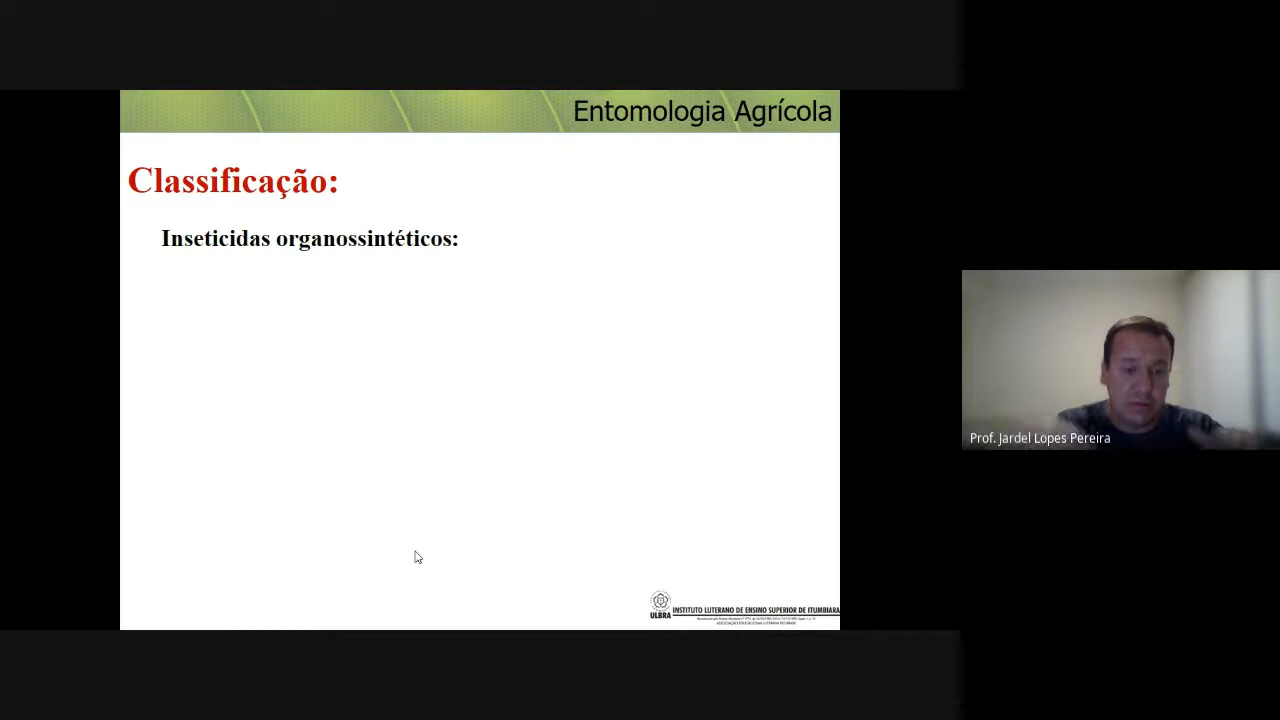 Entomologia Agrícola
Classificação:
Inseticidas organossintéticos:
Prof. Jardel Lopes Pereira
ULBRA
INSTITUTO LUTERANO DE ENSINO SUPERIOR DE ITUMBIARA